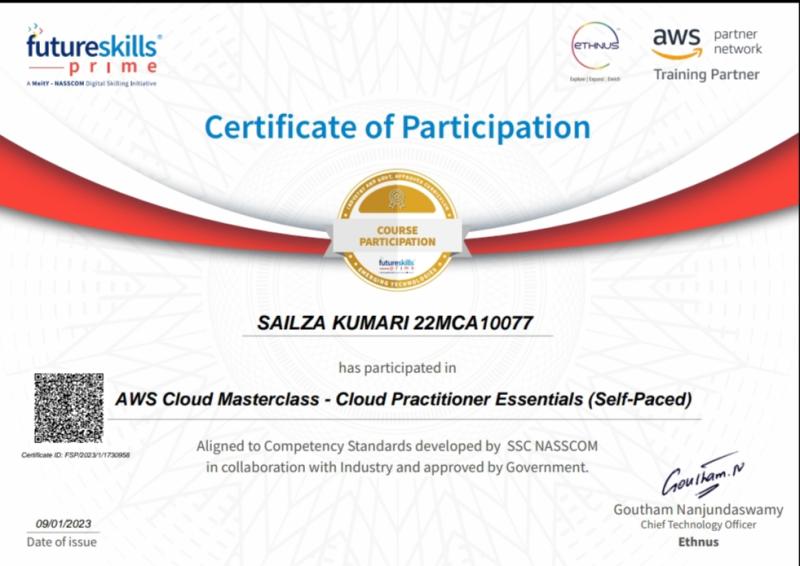 futureskills
prime
A MeitY - NASSCOM Digital Skilling Initiative
ETHNUS
Explore | Expand | Enrich
aws partner network
Training Partner
Certificate of Participation
INDUSTRY AND GOVT. APPROVED CURRICULUM
COURSE
PARTICIPATION
futureskills
prime
EMERGING TECHNOLOGIES
SAILZA KUMARI 22MCA10077
has participated in
AWS Cloud Masterclass - Cloud Practitioner Essentials (Self-Paced)
Certificate ID: FSP/2023/1/1730958
Aligned to Competency Standards developed by SSC NASSCOM
in collaboration with Industry and approved by Government.
Goutham.N
Goutham Nanjundaswamy
Chief Technology Officer
Ethnus
09/01/2023
Date of issue